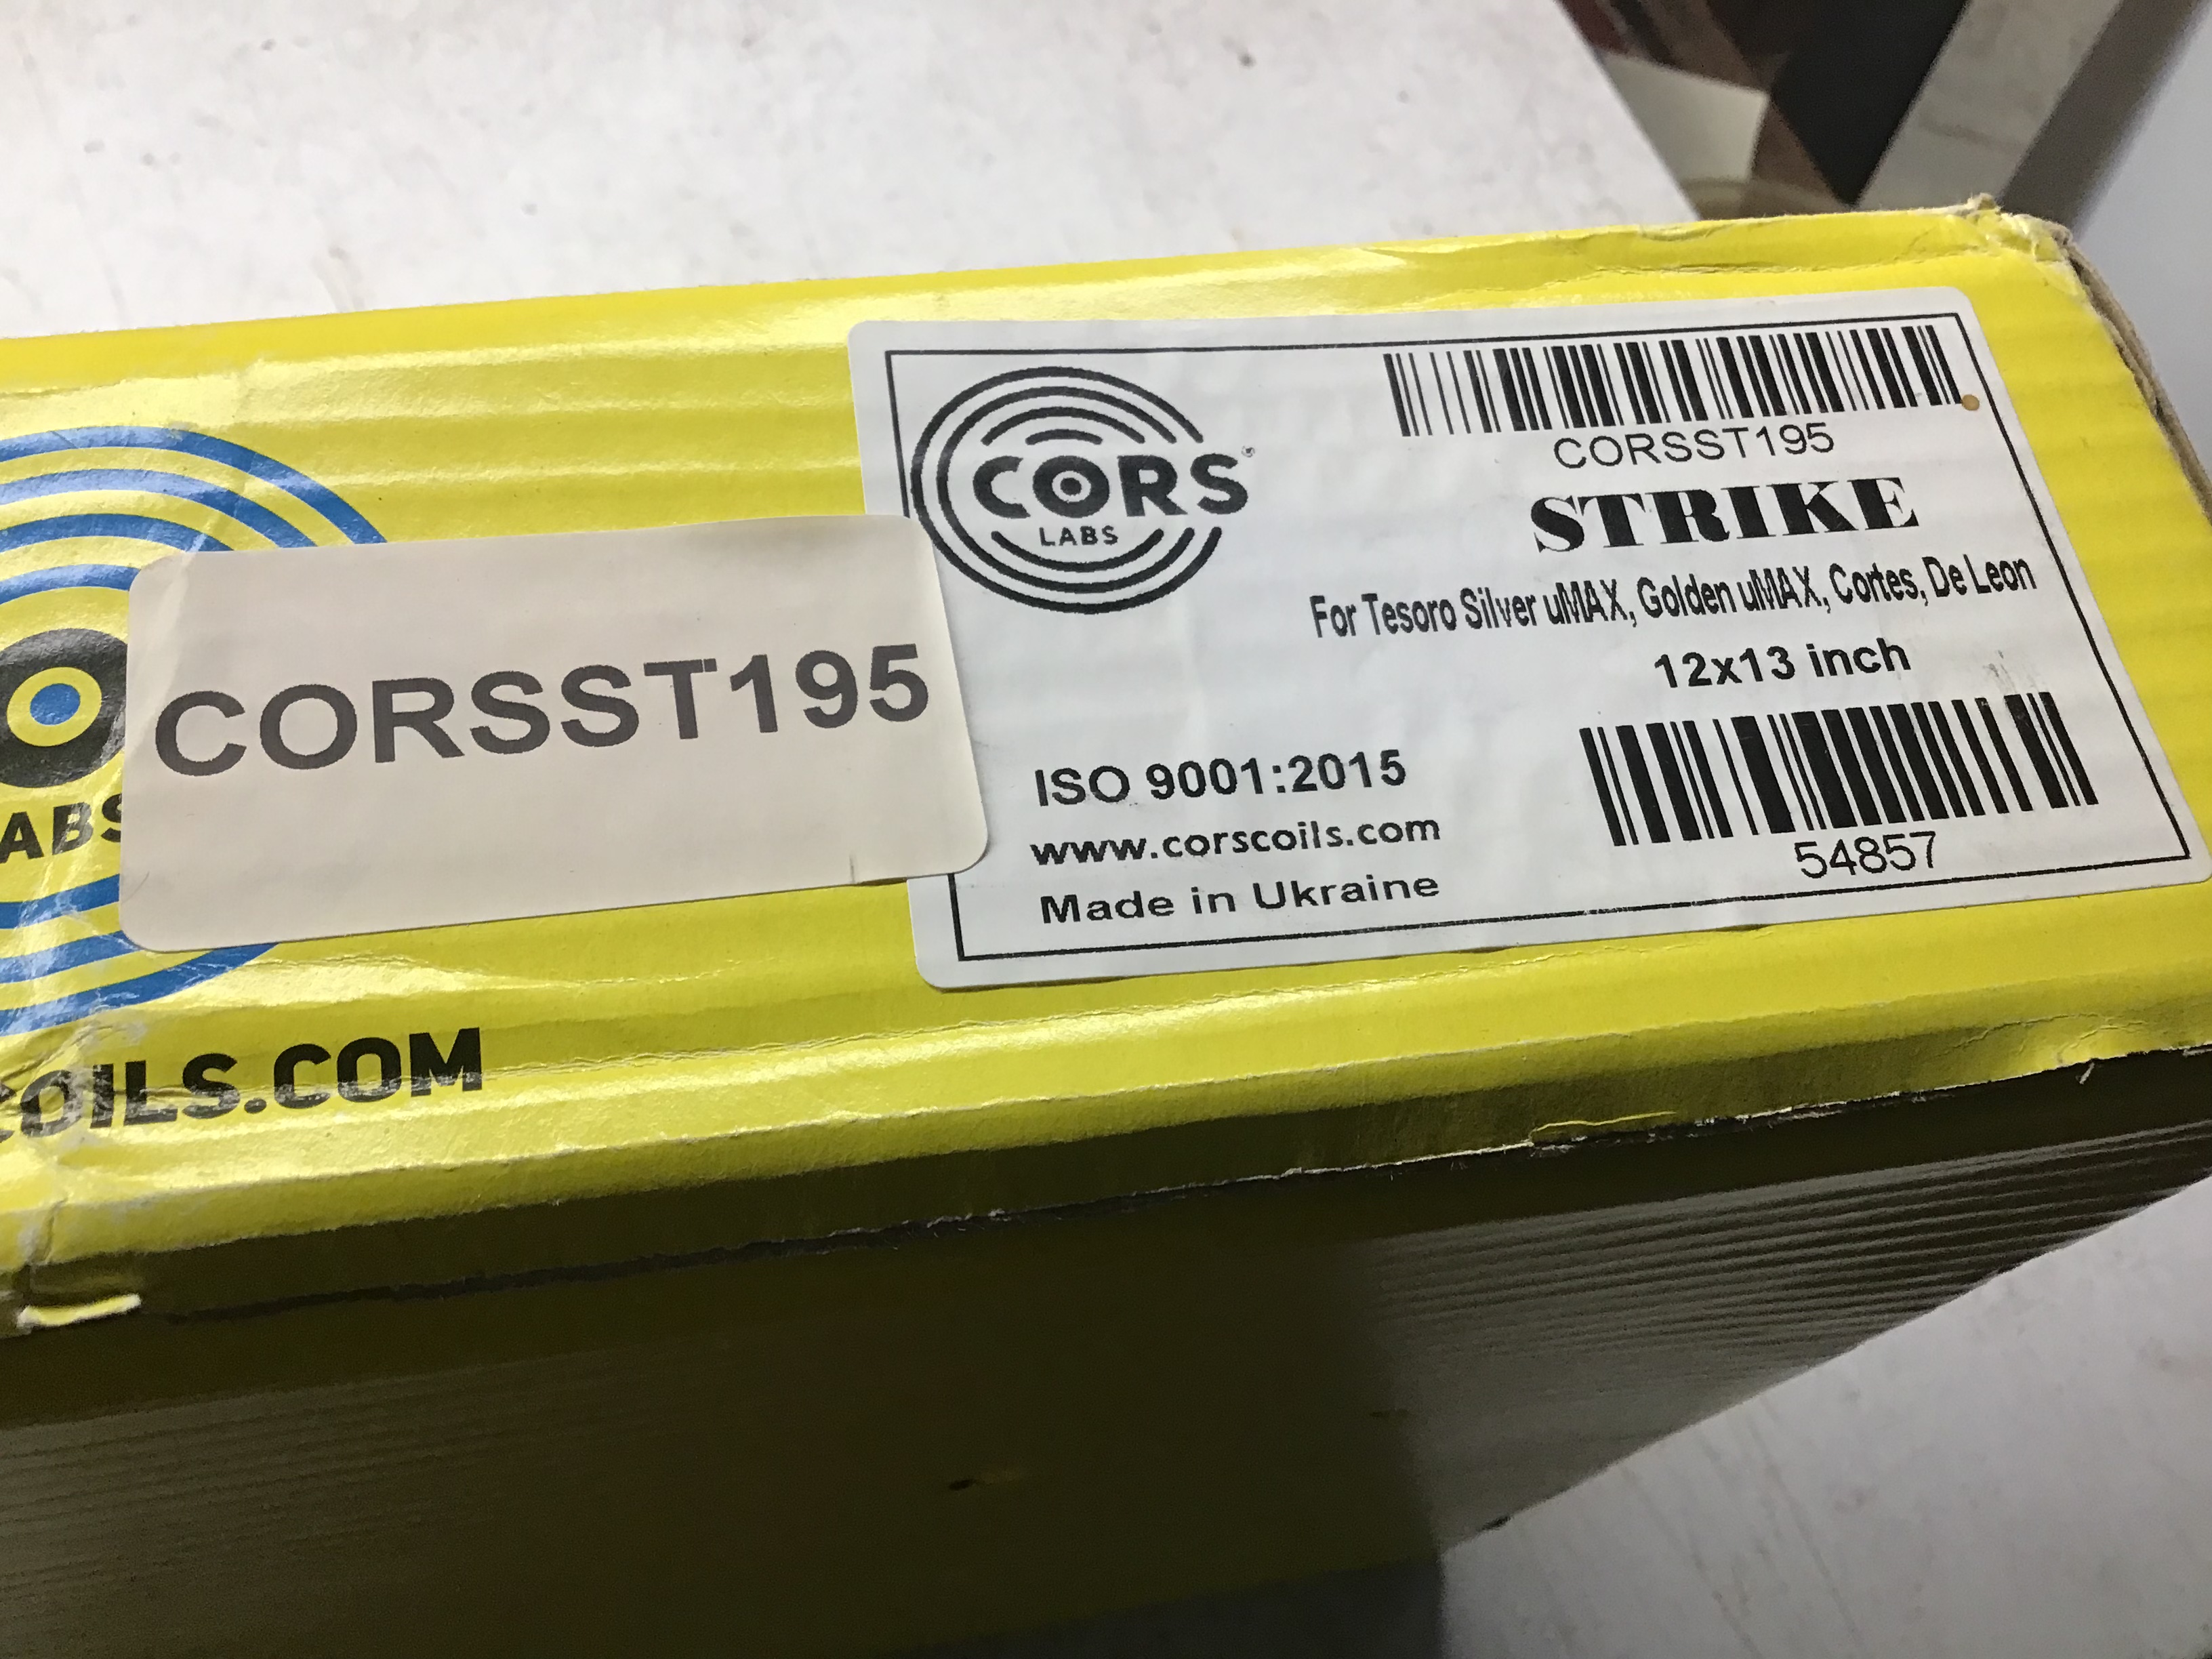 CORS
LABS
CORSST195
STRIKE
For Tesoro Silver uMAX, Golden uMAX, Cortes, De Leon
12x13 inch
ISO 9001:2015
www.corscoils.com
Made in Ukraine
54857
CORSST195
ABS
COILS.COM